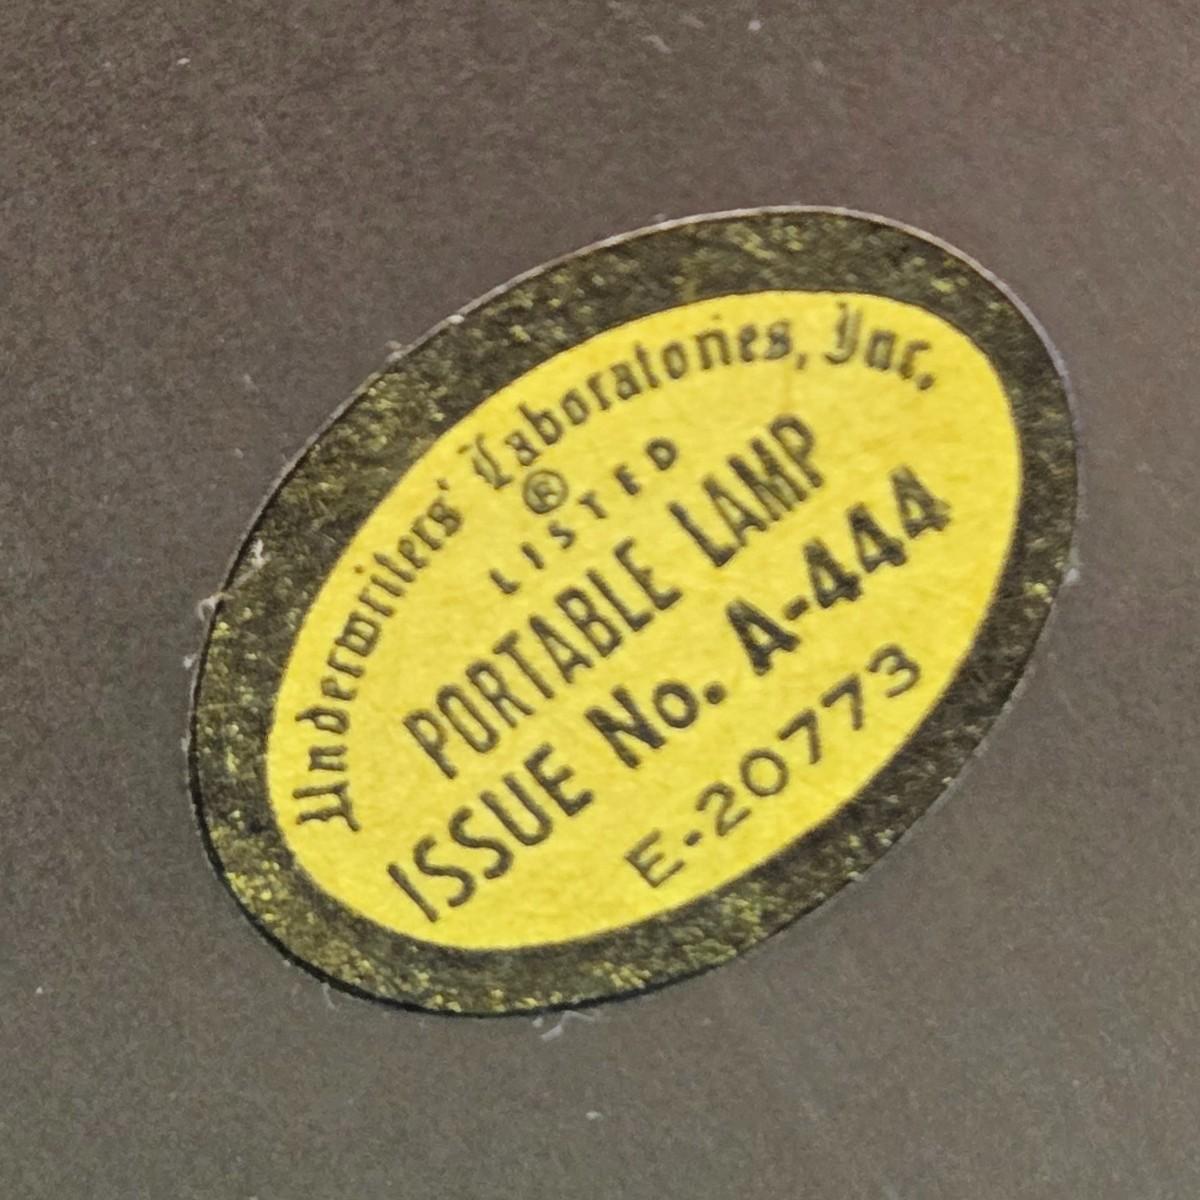 Underwriters' Laboratories, Inc.
®
LISTED
PORTABLE LAMP
ISSUE No. A-444
E-20773